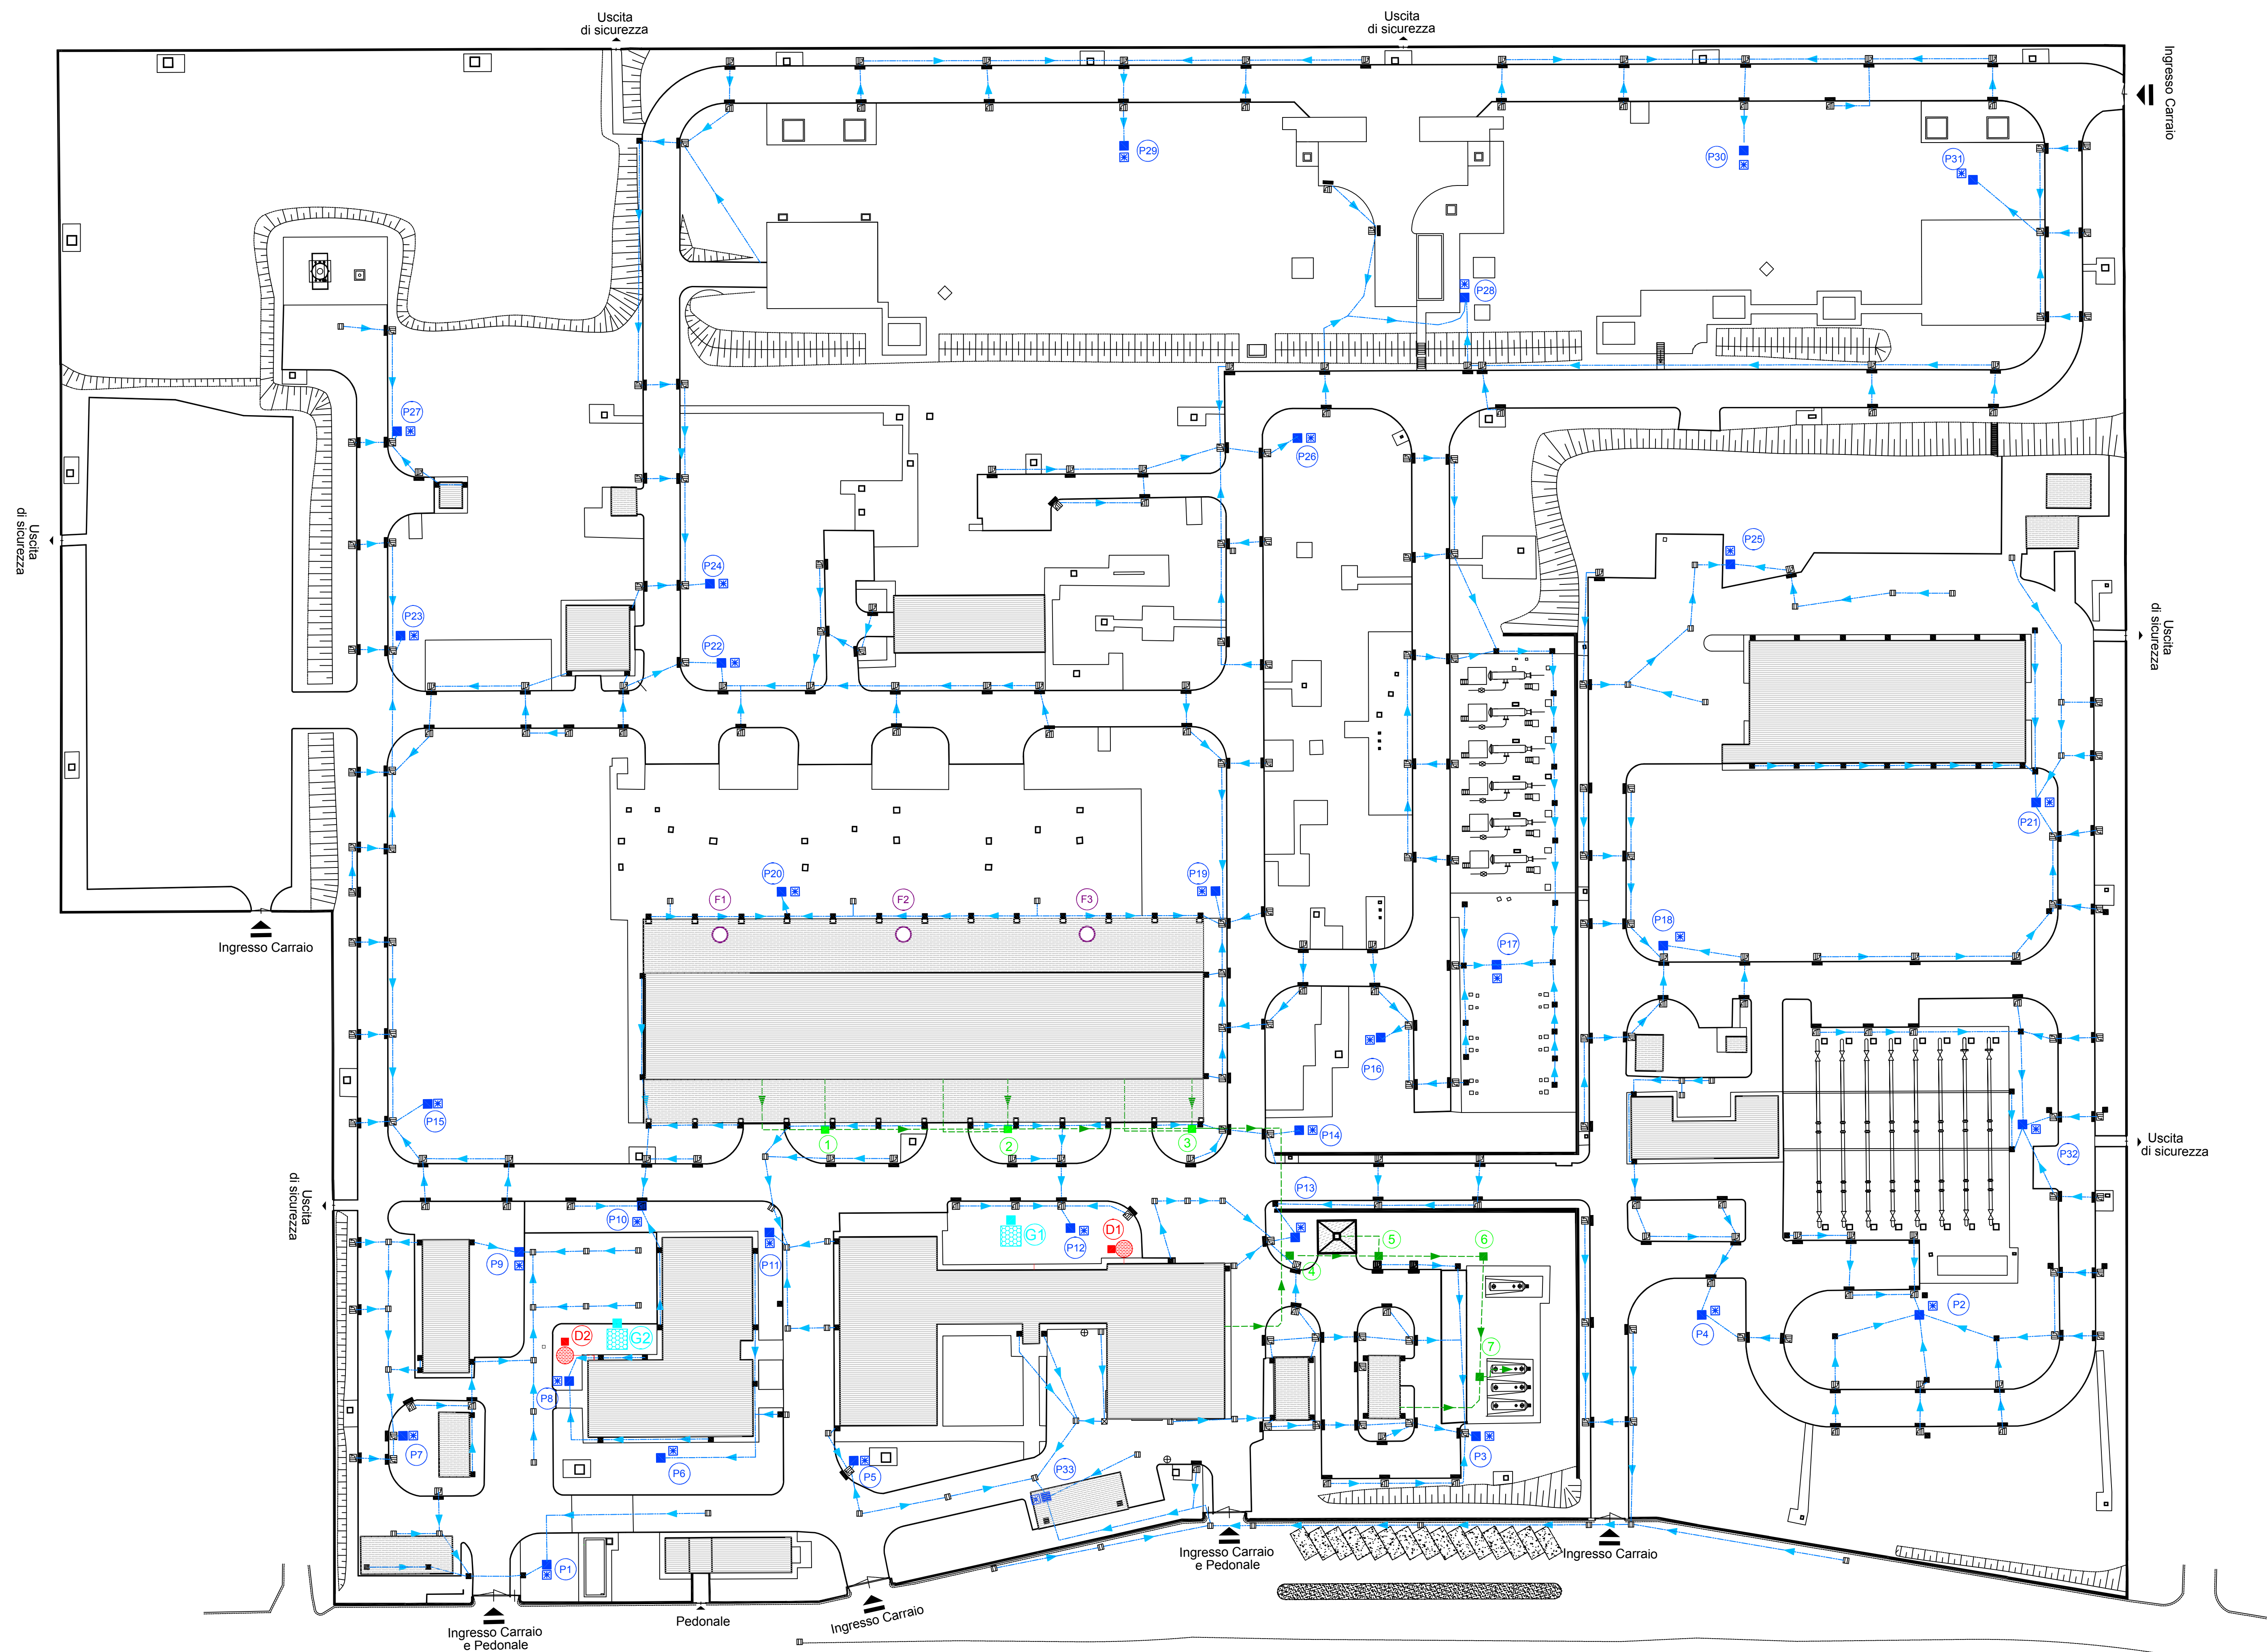 Uscita
di sicurezza
Uscita
di sicurezza
Ingresso Carraio
P29
P30
P31
P28
P27
P26
Uscita
di sicurezza
P25
P24
P23
P22
Uscita
di sicurezza
P21
P20
P19
F1
F2
F3
P18
P17
Ingresso Carraio
P16
P15
P14
1
2
3
P32
Uscita
di sicurezza
Uscita
di sicurezza
P13
P10
P12
G1
D1
P11
P9
4
5
6
D2
G2
P2
P4
7
P8
P7
P6
P5
P33
P3
P1
Ingresso Carraio
e Pedonale
Pedonale
Ingresso Carraio
Ingresso Carraio
e Pedonale
Ingresso Carraio